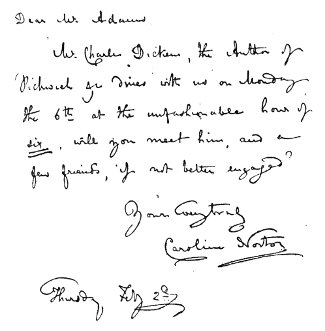 Dear Mr. Adams
Mr. Charles Dickens, the Author of
Pickwick &c dines with us on Monday
the 6th at the unfashionable hour of
six, will you meet him, and a
few friends, if not better engaged?
Yours truly
Caroline Norton
Thursday Feby 2d